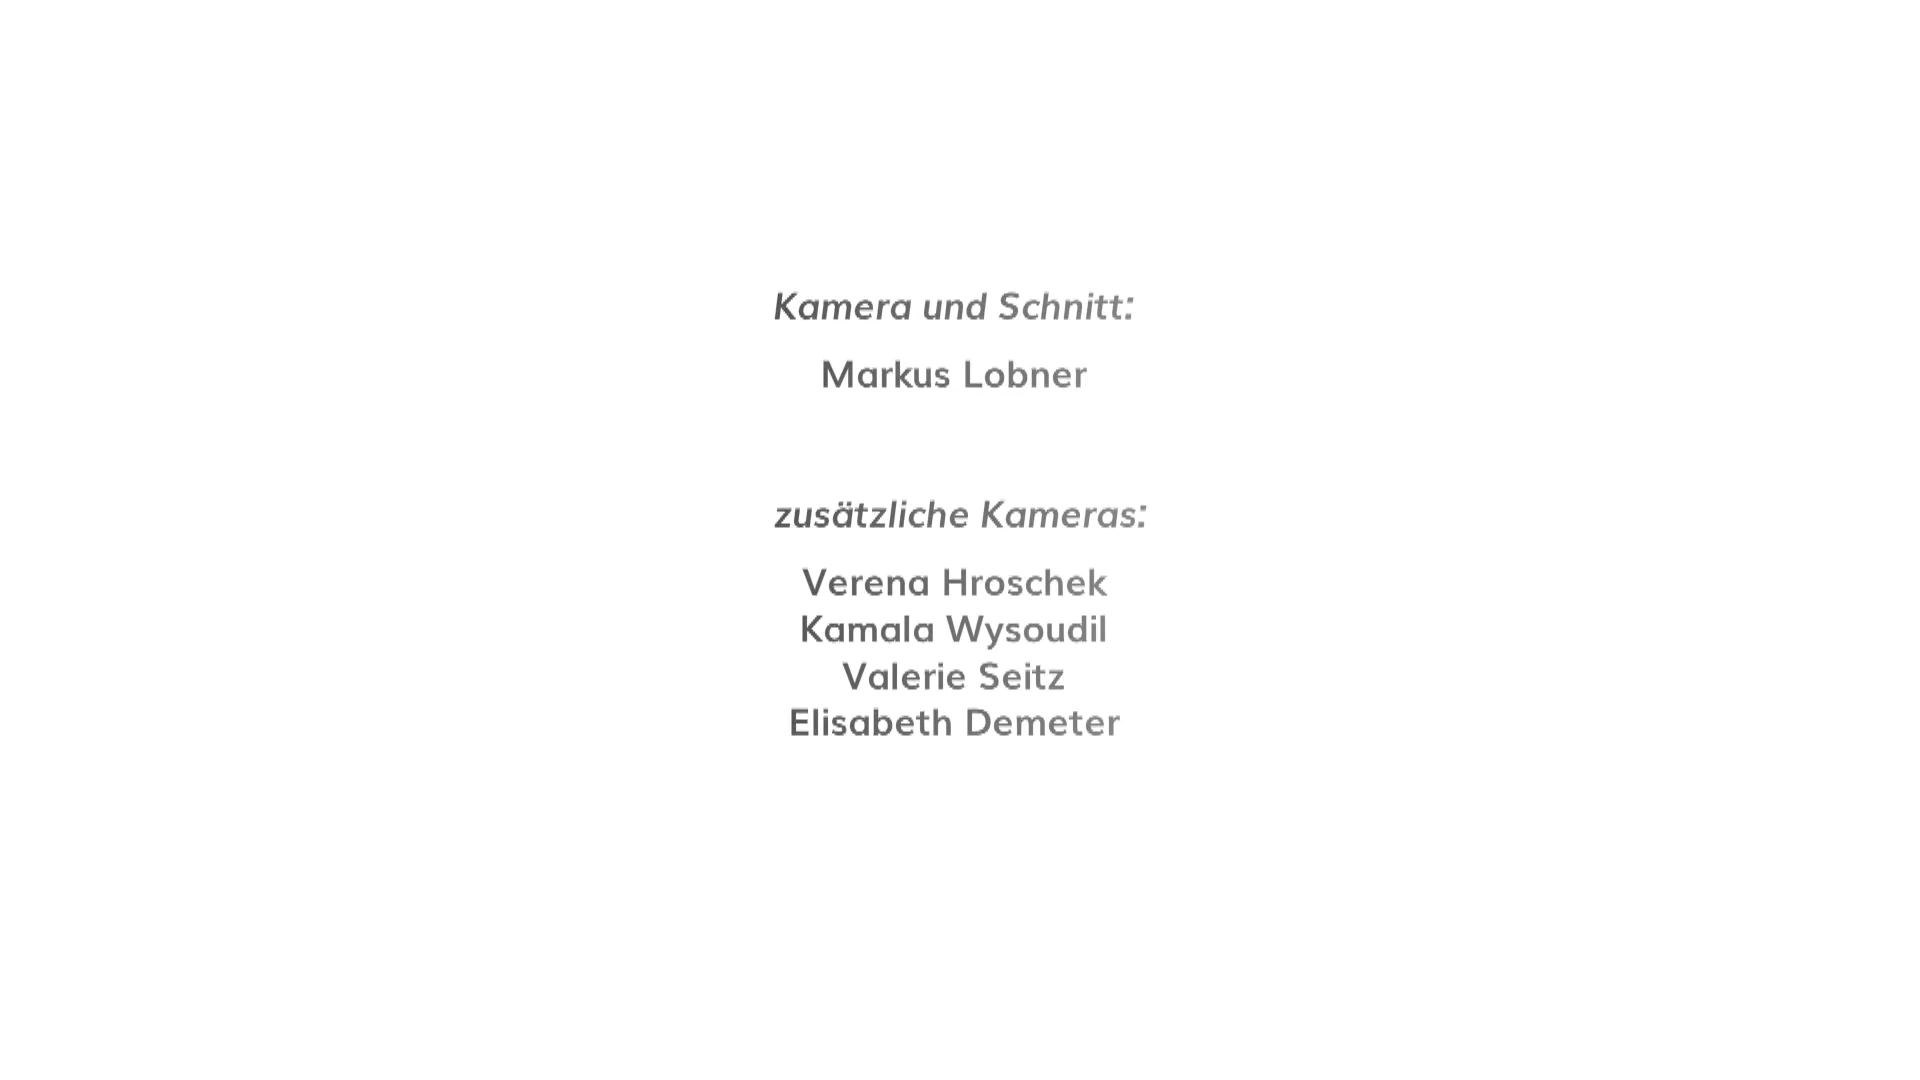 Kamera und Schnitt:
Markus Lobner
zusätzliche Kameras:
Verena Hroschek
Kamala Wysoudil
Valerie Seitz
Elisabeth Demeter